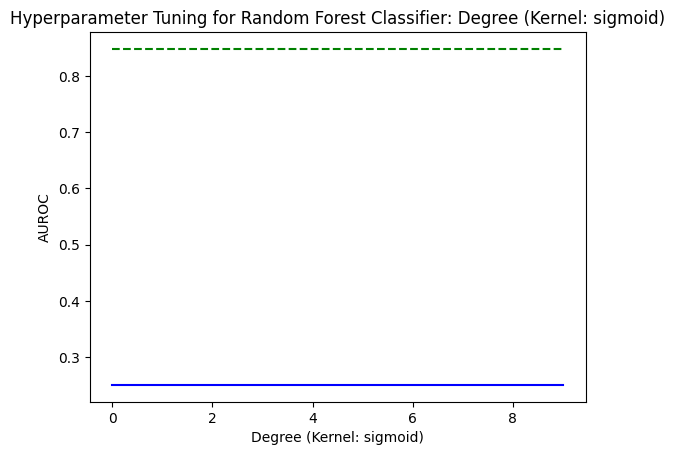 Hyperparameter Tuning for Random Forest Classifier: Degree (Kernel: sigmoid)
0.8
0.7
0.6
0.5
0.4
0.3
AUROC
0 2 4 6 8
Degree (Kernel: sigmoid)